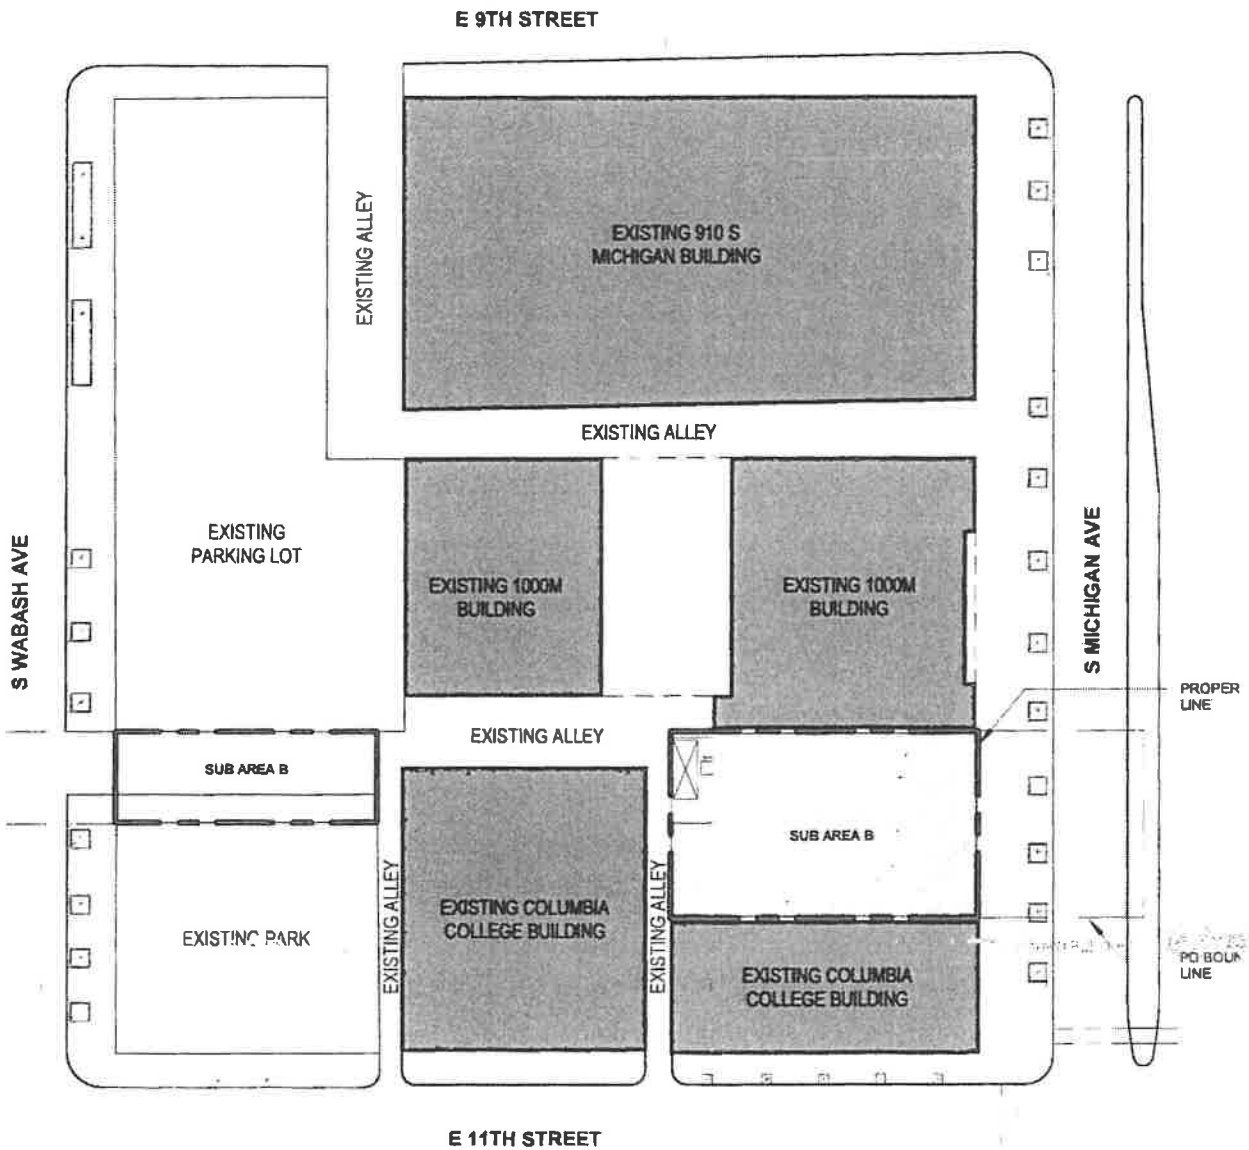 E 9TH STREET
EXISTING ALLEY
EXISTING 910 S
MICHIGAN BUILDING
EXISTING ALLEY
S WABASH AVE
EXISTING
PARKING LOT
EXISTING 1000M
BUILDING
EXISTING 1000M
BUILDING
S MICHIGAN AVE
PROPER
LINE
EXISTING ALLEY
SUB AREA B
SUB AREA B
EXISTING PARK
EXISTING ALLEY
EXISTING COLUMBIA
COLLEGE BUILDING
EXISTING ALLEY
EXISTING COLUMBIA
COLLEGE BUILDING
PD BOUN
LINE
E 11TH STREET